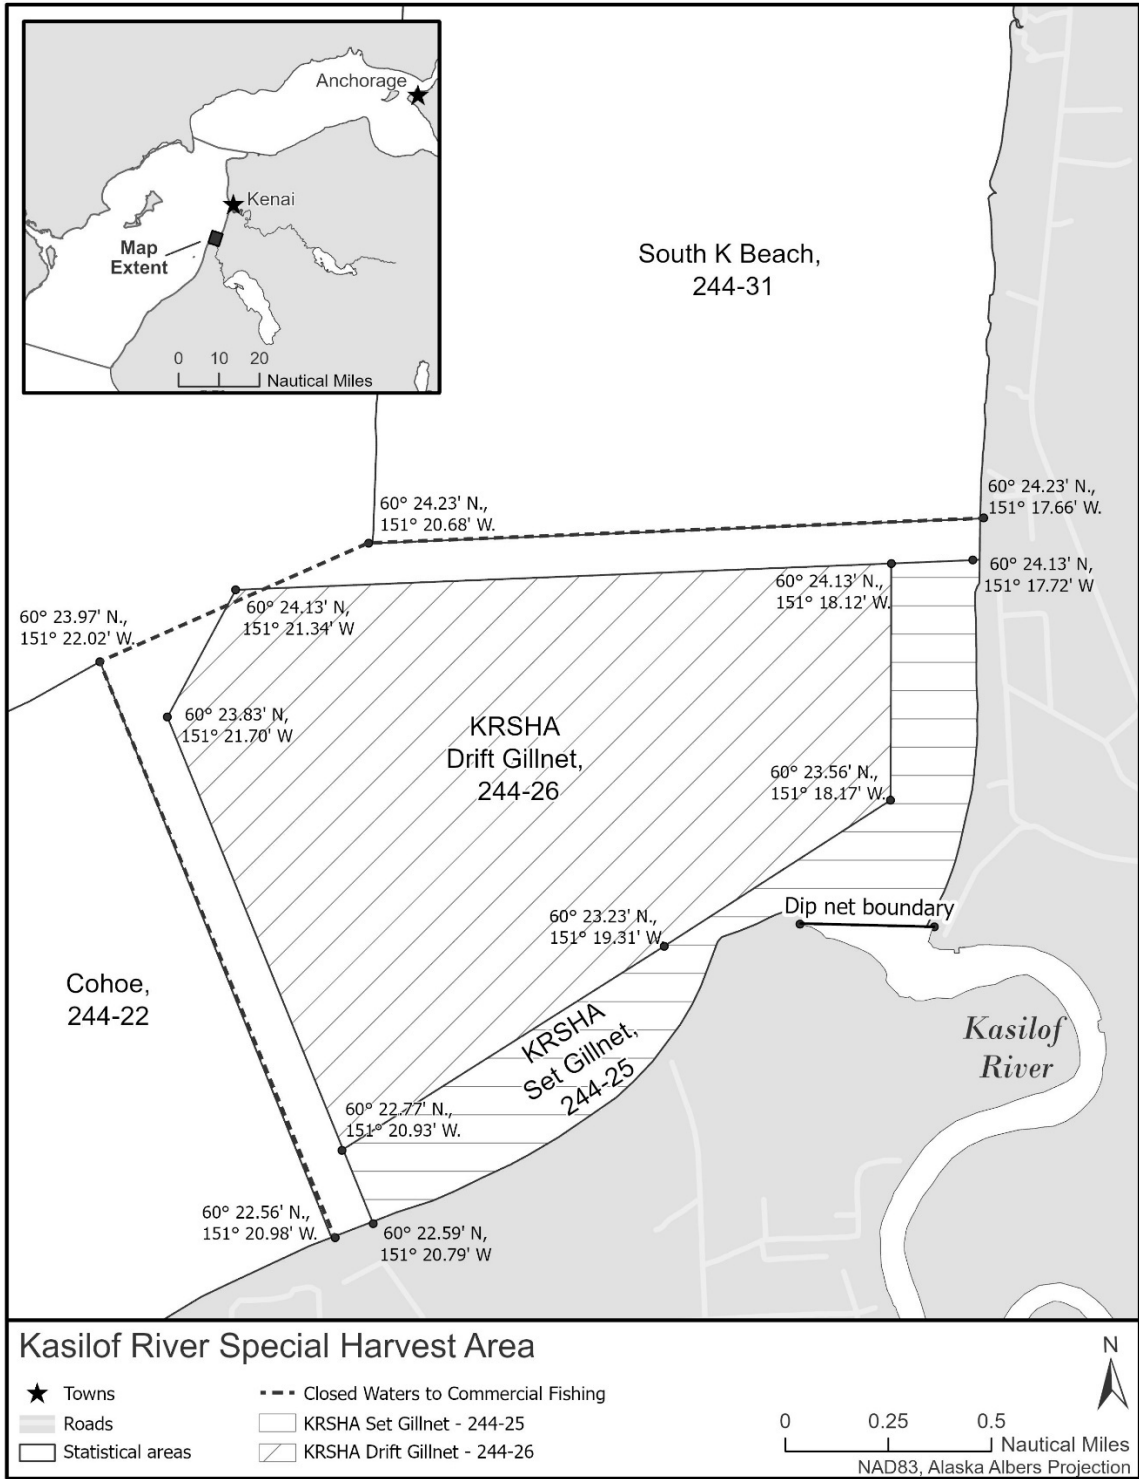 Anchorage
Kenai
Map
Extent
0 10 20
Nautical Miles
South K Beach,
244-31
60° 24.23' N.,
151° 20.68' W.
60° 24.23' N.,
151° 17.66' W.
60° 24.13' N.,
151° 17.72' W
60° 24.13' N.,
151° 18.12' W.
60° 24.13' N,
151° 21.34' W
60° 23.97' N.,
151° 22.02' W.
60° 23.83' N,
151° 21.70' W
KRSHA
Drift Gillnet,
244-26
60° 23.56' N.,
151° 18.17' W.
Dip net boundary
60° 23.23' N.,
151° 19.31' W.
Cohoe,
244-22
KRSHA
Set Gillnet,
244-25
Kasilof
River
60° 22.77' N.,
151° 20.93' W.
60° 22.56' N.,
151° 20.98' W.
60° 22.59' N,
151° 20.79' W
Kasilof River Special Harvest Area
Towns
Roads
Statistical areas
Closed Waters to Commercial Fishing
KRSHA Set Gillnet - 244-25
KRSHA Drift Gillnet - 244-26
N
0 0.25 0.5
Nautical Miles
NAD83, Alaska Albers Projection